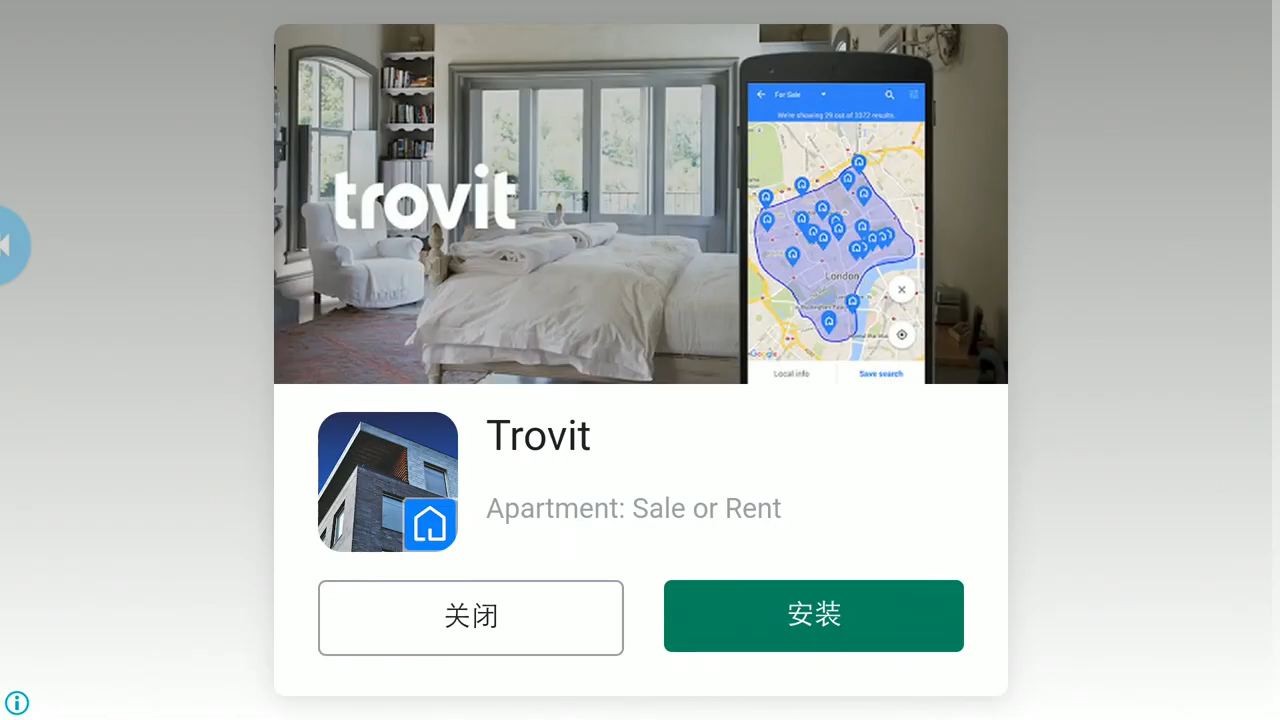 trovit
For Sale
We're showing 29 out of 3372 results.
London
Google
Local info
Save search
Trovit
Apartment: Sale or Rent
关闭
安装